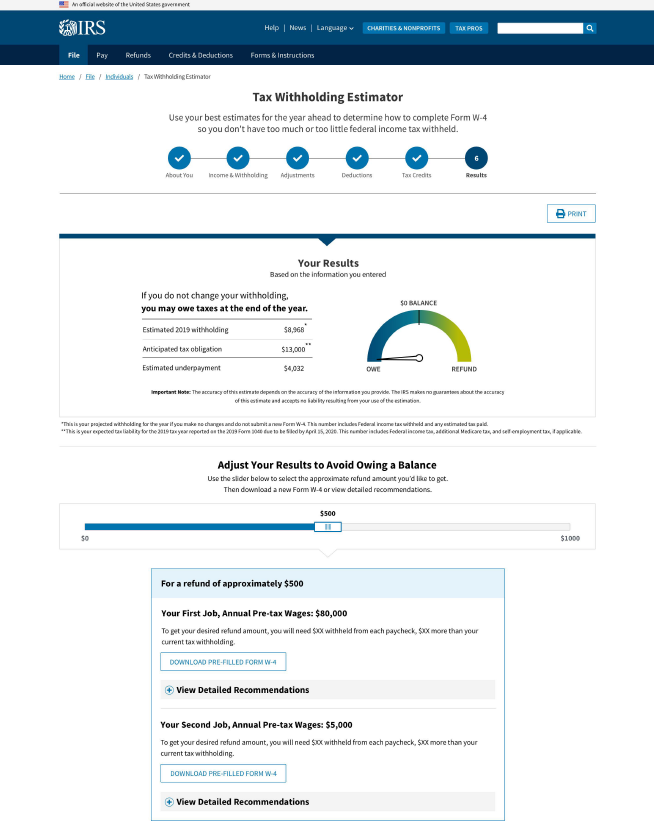 An official website of the United States government
IRS
Help | News | Language
CHARITIES & NONPROFITS
TAX PROS
File
Pay
Refunds
Credits & Deductions
Forms & Instructions
Home / File / Individuals / Tax Withholding Estimator
Tax Withholding Estimator
Use your best estimates for the year ahead to determine how to complete Form W-4
so you don't have too much or too little federal income tax withheld.
6
About You
Income & Withholding
Adjustments
Deductions
Tax Credits
Results
PRINT
Your Results
Based on the information you entered
If you do not change your withholding,
you may owe taxes at the end of the year.
Estimated 2019 withholding $8,968*
Anticipated tax obligation $13,000**
Estimated underpayment $4,032
$0 BALANCE
OWE
REFUND
Important Note: The accuracy of this estimate depends on the accuracy of the information you provide. The IRS makes no guarantees about the accuracy
of this estimate and accepts no liability resulting from your use of the estimation.
*This is your projected withholding for the year if you make no changes and do not submit a new Form W-4. This number includes Federal income tax withheld and any estimated tax paid.
**This is your expected tax liability for the 2019 tax year reported on the 2019 Form 1040 due to be filed by April 15, 2020. This number includes Federal income tax, additional Medicare tax, and self-employment tax, if applicable.
Adjust Your Results to Avoid Owing a Balance
Use the slider below to select the approximate refund amount you'd like to get.
Then download a new Form W-4 or view detailed recommendations.
$500
$0
$1000
For a refund of approximately $500
Your First Job, Annual Pre-tax Wages: $80,000
To get your desired refund amount, you will need $XX withheld from each paycheck, $XX more than your
current tax withholding.
DOWNLOAD PRE-FILLED FORM W-4
View Detailed Recommendations
Your Second Job, Annual Pre-tax Wages: $5,000
To get your desired refund amount, you will need $XX withheld from each paycheck, $XX more than your
current tax withholding.
DOWNLOAD PRE-FILLED FORM W-4
View Detailed Recommendations